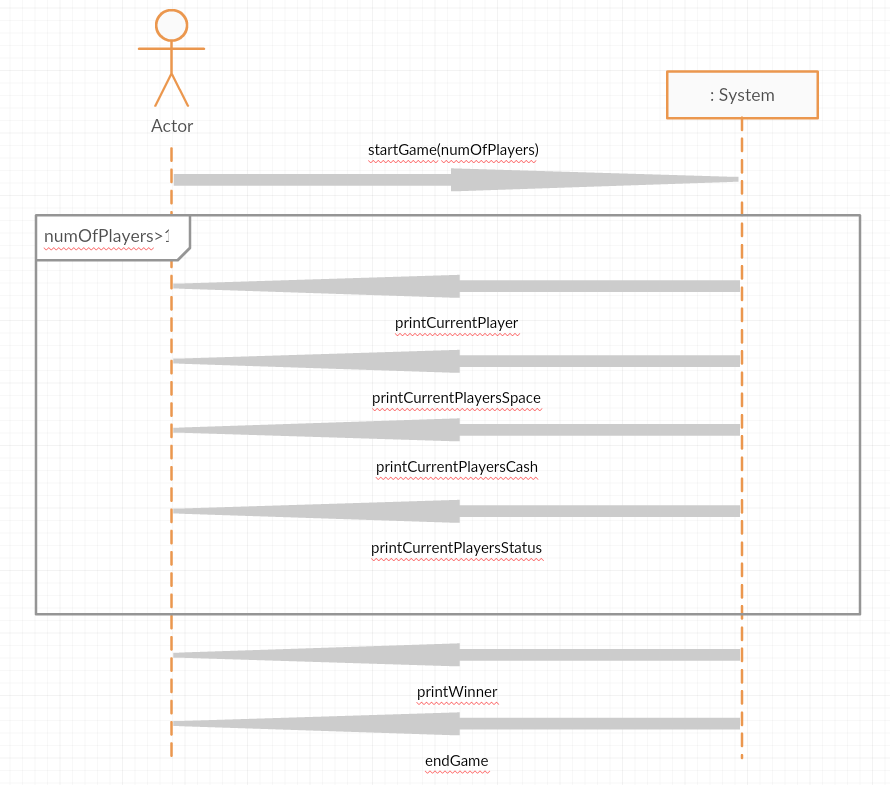 Actor
: System
startGame(numOfPlayers)
numOfPlayers>1
printCurrentPlayer
printCurrentPlayersSpace
printCurrentPlayersCash
printCurrentPlayersStatus
printWinner
endGame